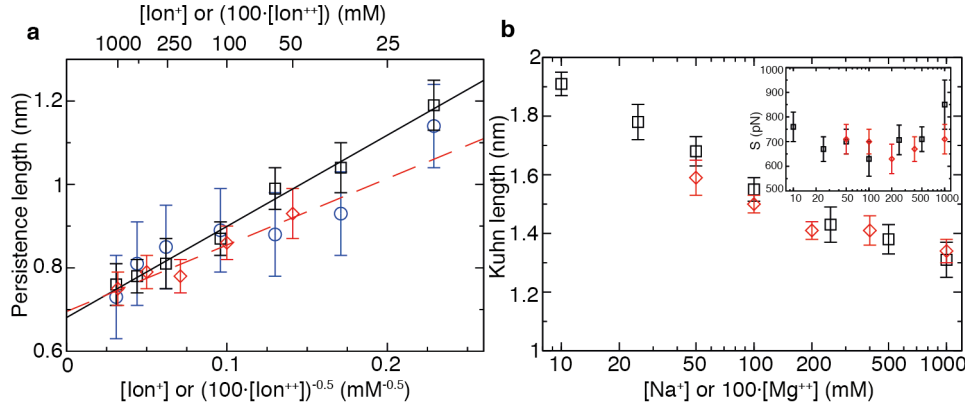 [Ion+] or (100·[Ion++]) (mM)
a
1000 250 100 50 25
1.2
1
0.8
0.6
Persistence length (nm)
0 0.1 0.2
[Ion+] or (100·[Ion++])-0.5 (mM-0.5)
b
2
1.8
1.6
1.4
1.2
1
Kuhn length (nm)
10 20 50 100 200 500 1000
[Na+] or 100·[Mg++] (mM)
1000
900
800
700
600
500
S (pN)
10 20 50 100 200 500 1000